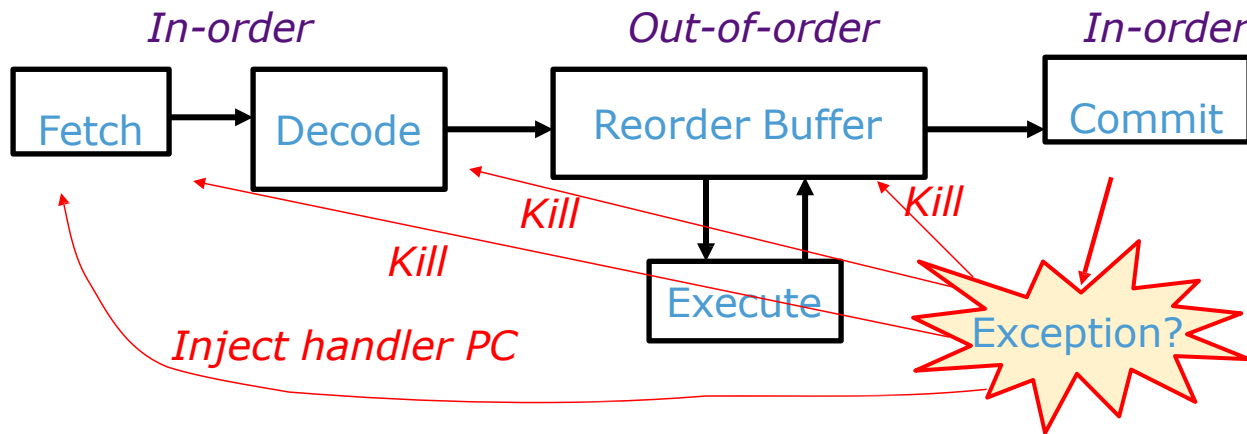 In-order
Out-of-order
In-order
Fetch
Decode
Reorder Buffer
Commit
Kill
Kill
Kill
Execute
Inject handler PC
Exception?